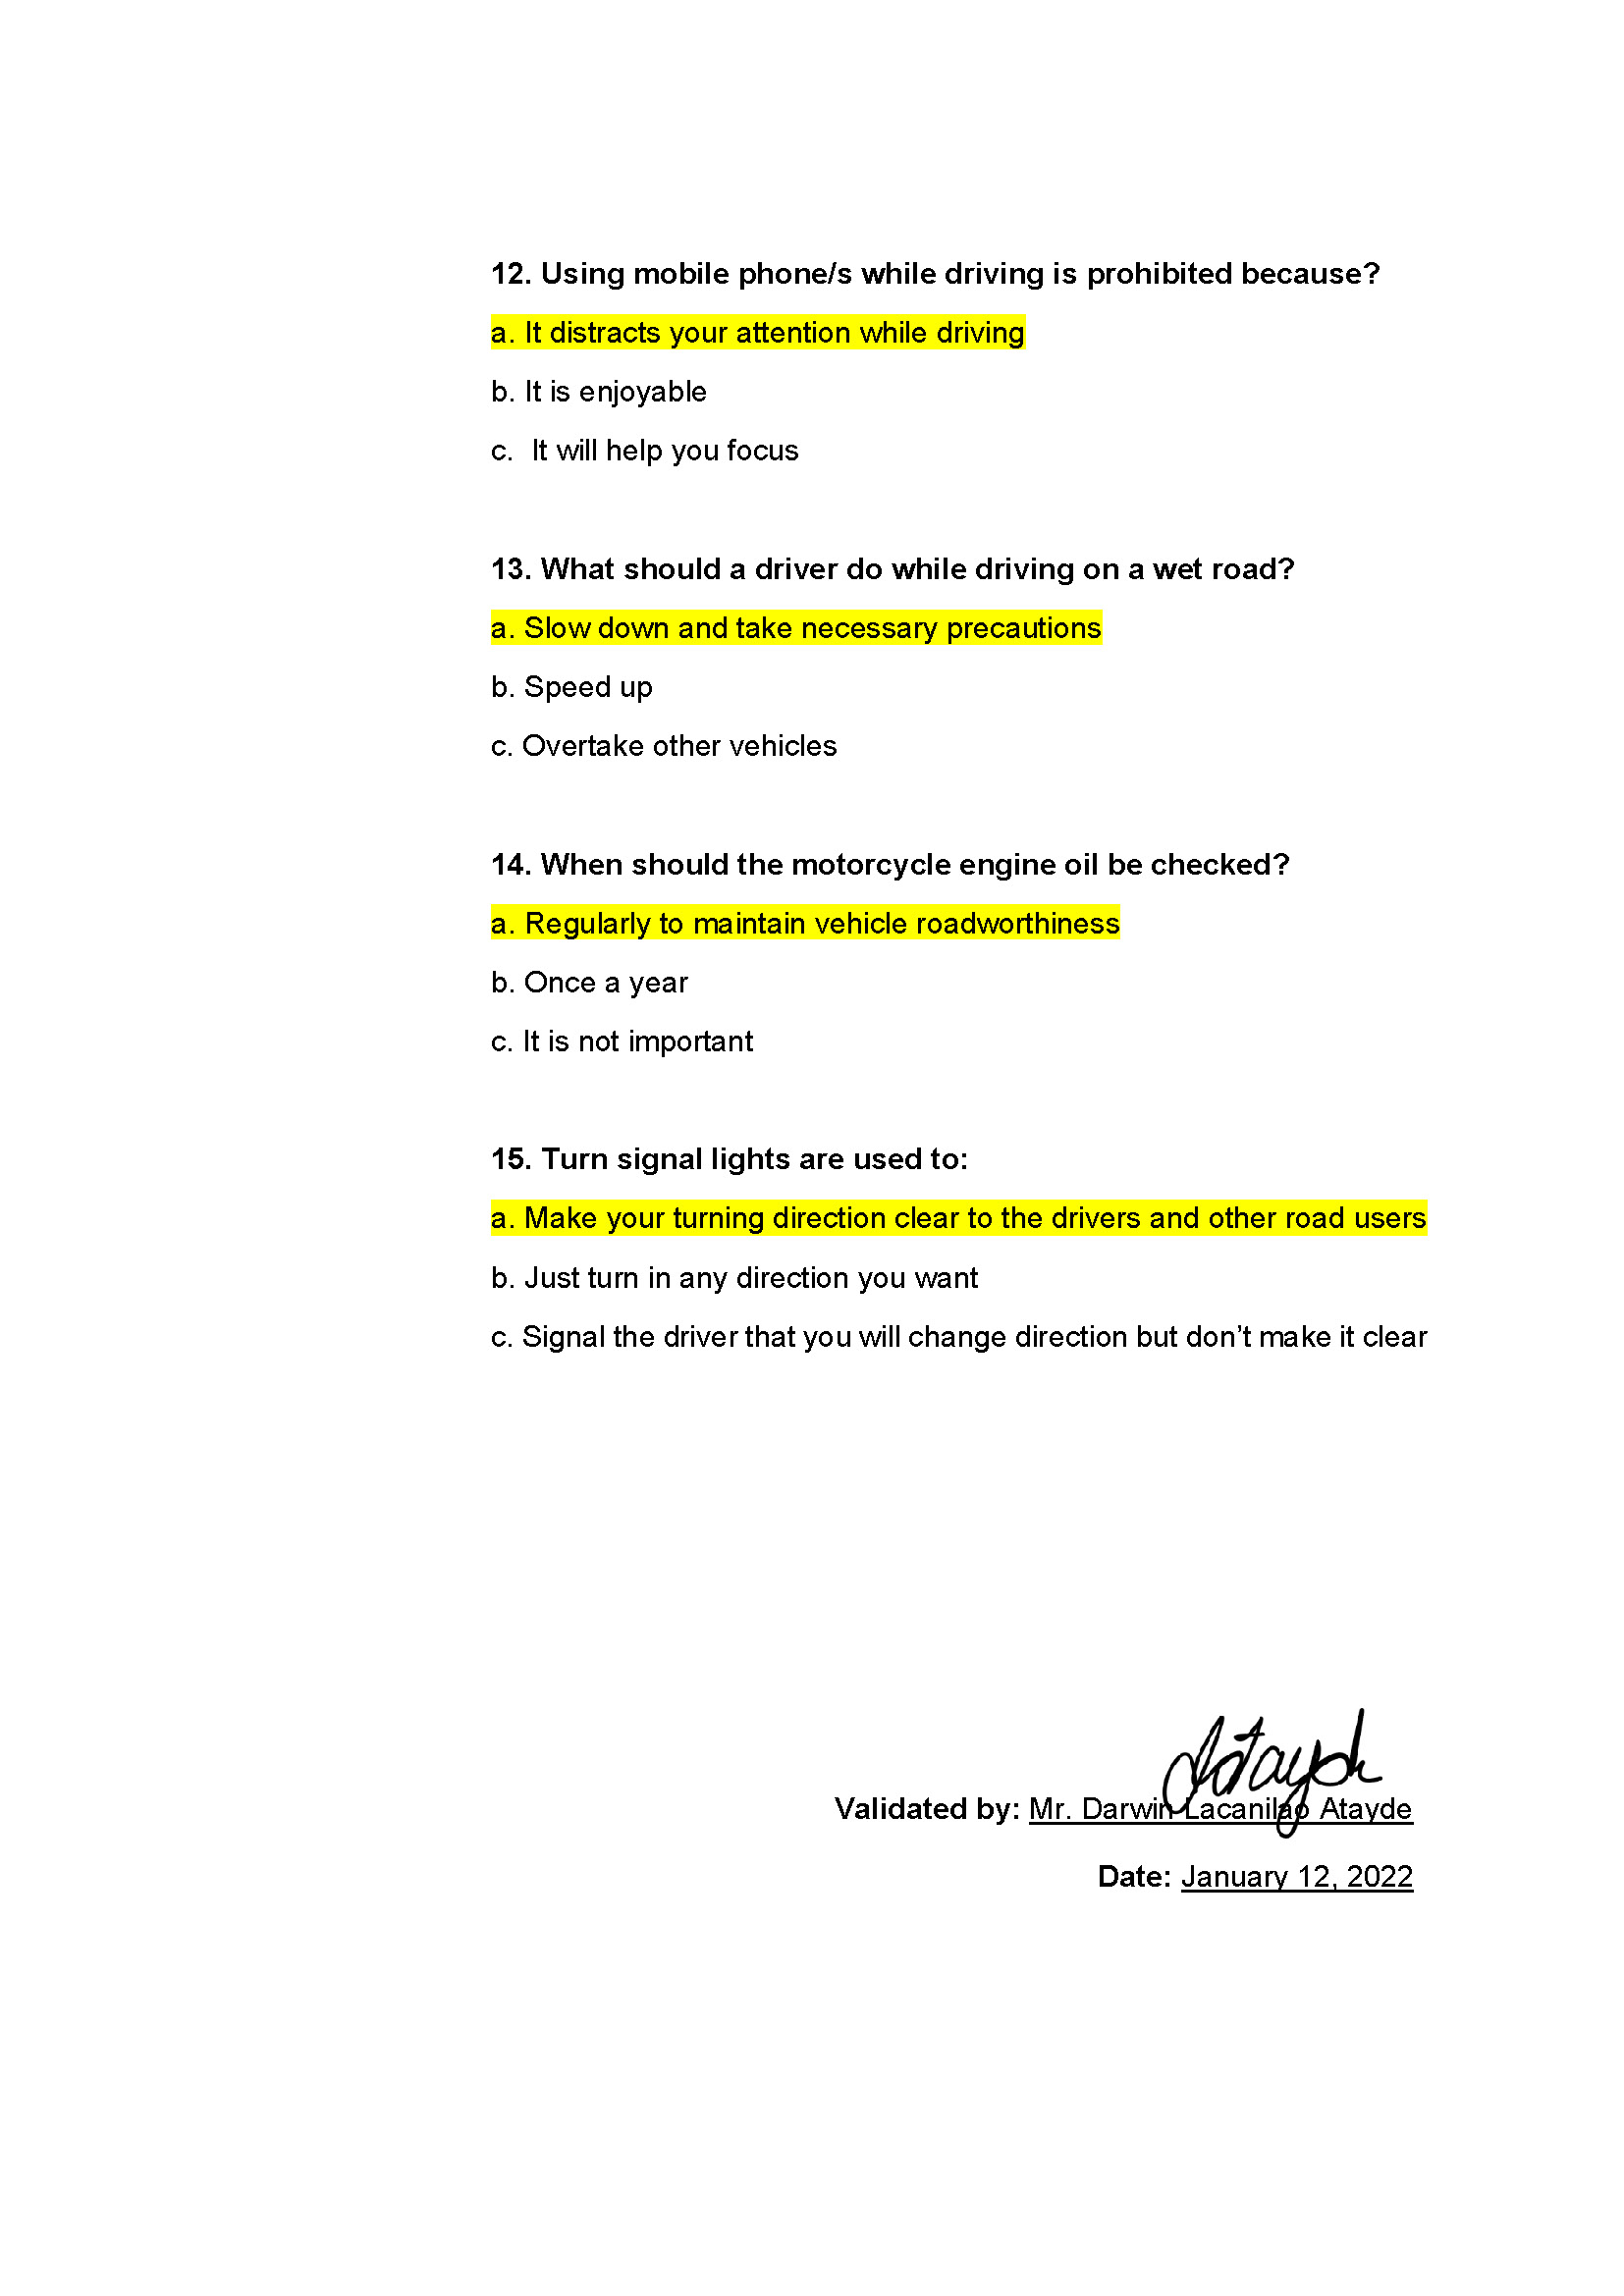 12. Using mobile phone/s while driving is prohibited because?
a. It distracts your attention while driving
b. It is enjoyable
c.  It will help you focus
13. What should a driver do while driving on a wet road?
a. Slow down and take necessary precautions
b. Speed up
c. Overtake other vehicles
14. When should the motorcycle engine oil be checked?
a. Regularly to maintain vehicle roadworthiness
b. Once a year
c. It is not important
15. Turn signal lights are used to:
a. Make your turning direction clear to the drivers and other road users
b. Just turn in any direction you want
c. Signal the driver that you will change direction but don’t make it clear
Validated by: Mr. Darwin Lacanilao Atayde
Date: January 12, 2022